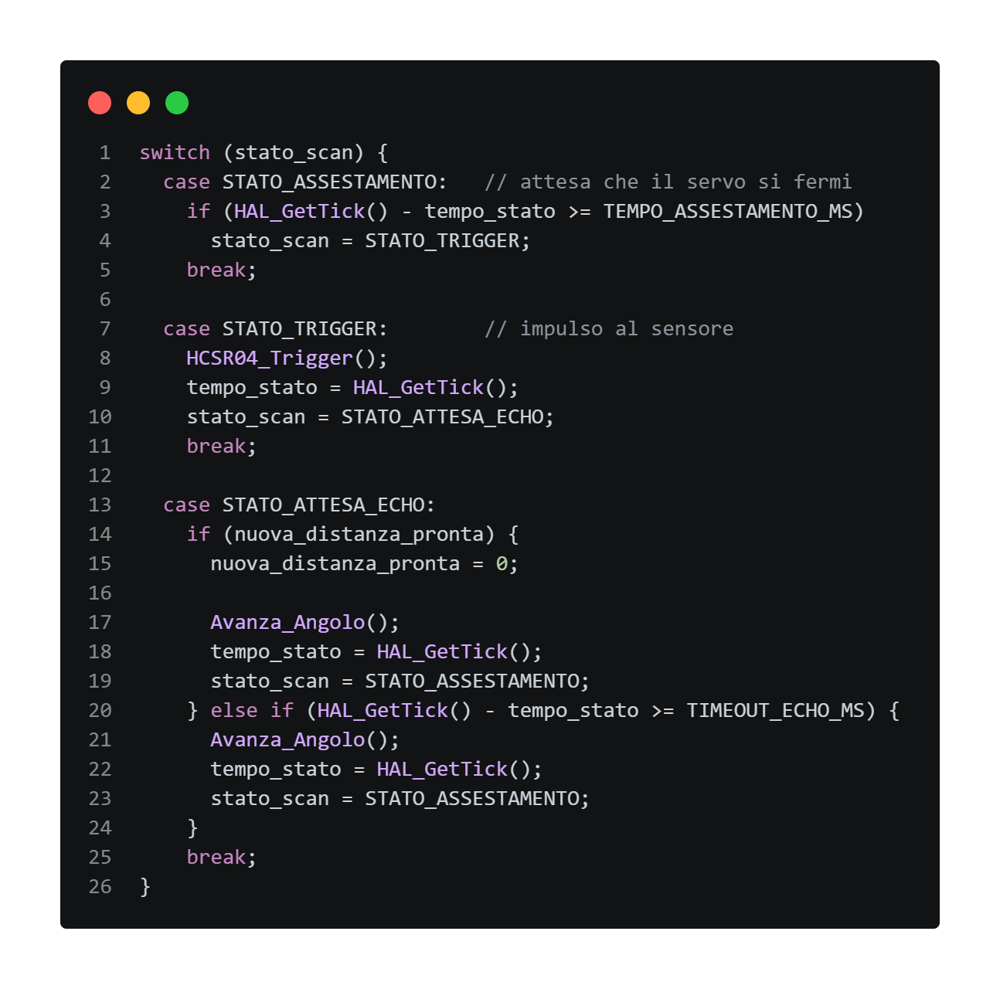 1 switch (stato_scan) {
2   case STATO_ASSESTAMENTO:   // attesa che il servo si fermi
3     if (HAL_GetTick() - tempo_stato >= TEMPO_ASSESTAMENTO_MS)
4       stato_scan = STATO_TRIGGER;
5     break;
6
7   case STATO_TRIGGER:        // impulso al sensore
8     HCSR04_Trigger();
9     tempo_stato = HAL_GetTick();
10     stato_scan = STATO_ATTESA_ECHO;
11     break;
12
13   case STATO_ATTESA_ECHO:
14     if (nuova_distanza_pronta) {
15       nuova_distanza_pronta = 0;
16
17       Avanza_Angolo();
18       tempo_stato = HAL_GetTick();
19       stato_scan = STATO_ASSESTAMENTO;
20     } else if (HAL_GetTick() - tempo_stato >= TIMEOUT_ECHO_MS) {
21       Avanza_Angolo();
22       tempo_stato = HAL_GetTick();
23       stato_scan = STATO_ASSESTAMENTO;
24     }
25     break;
26 }